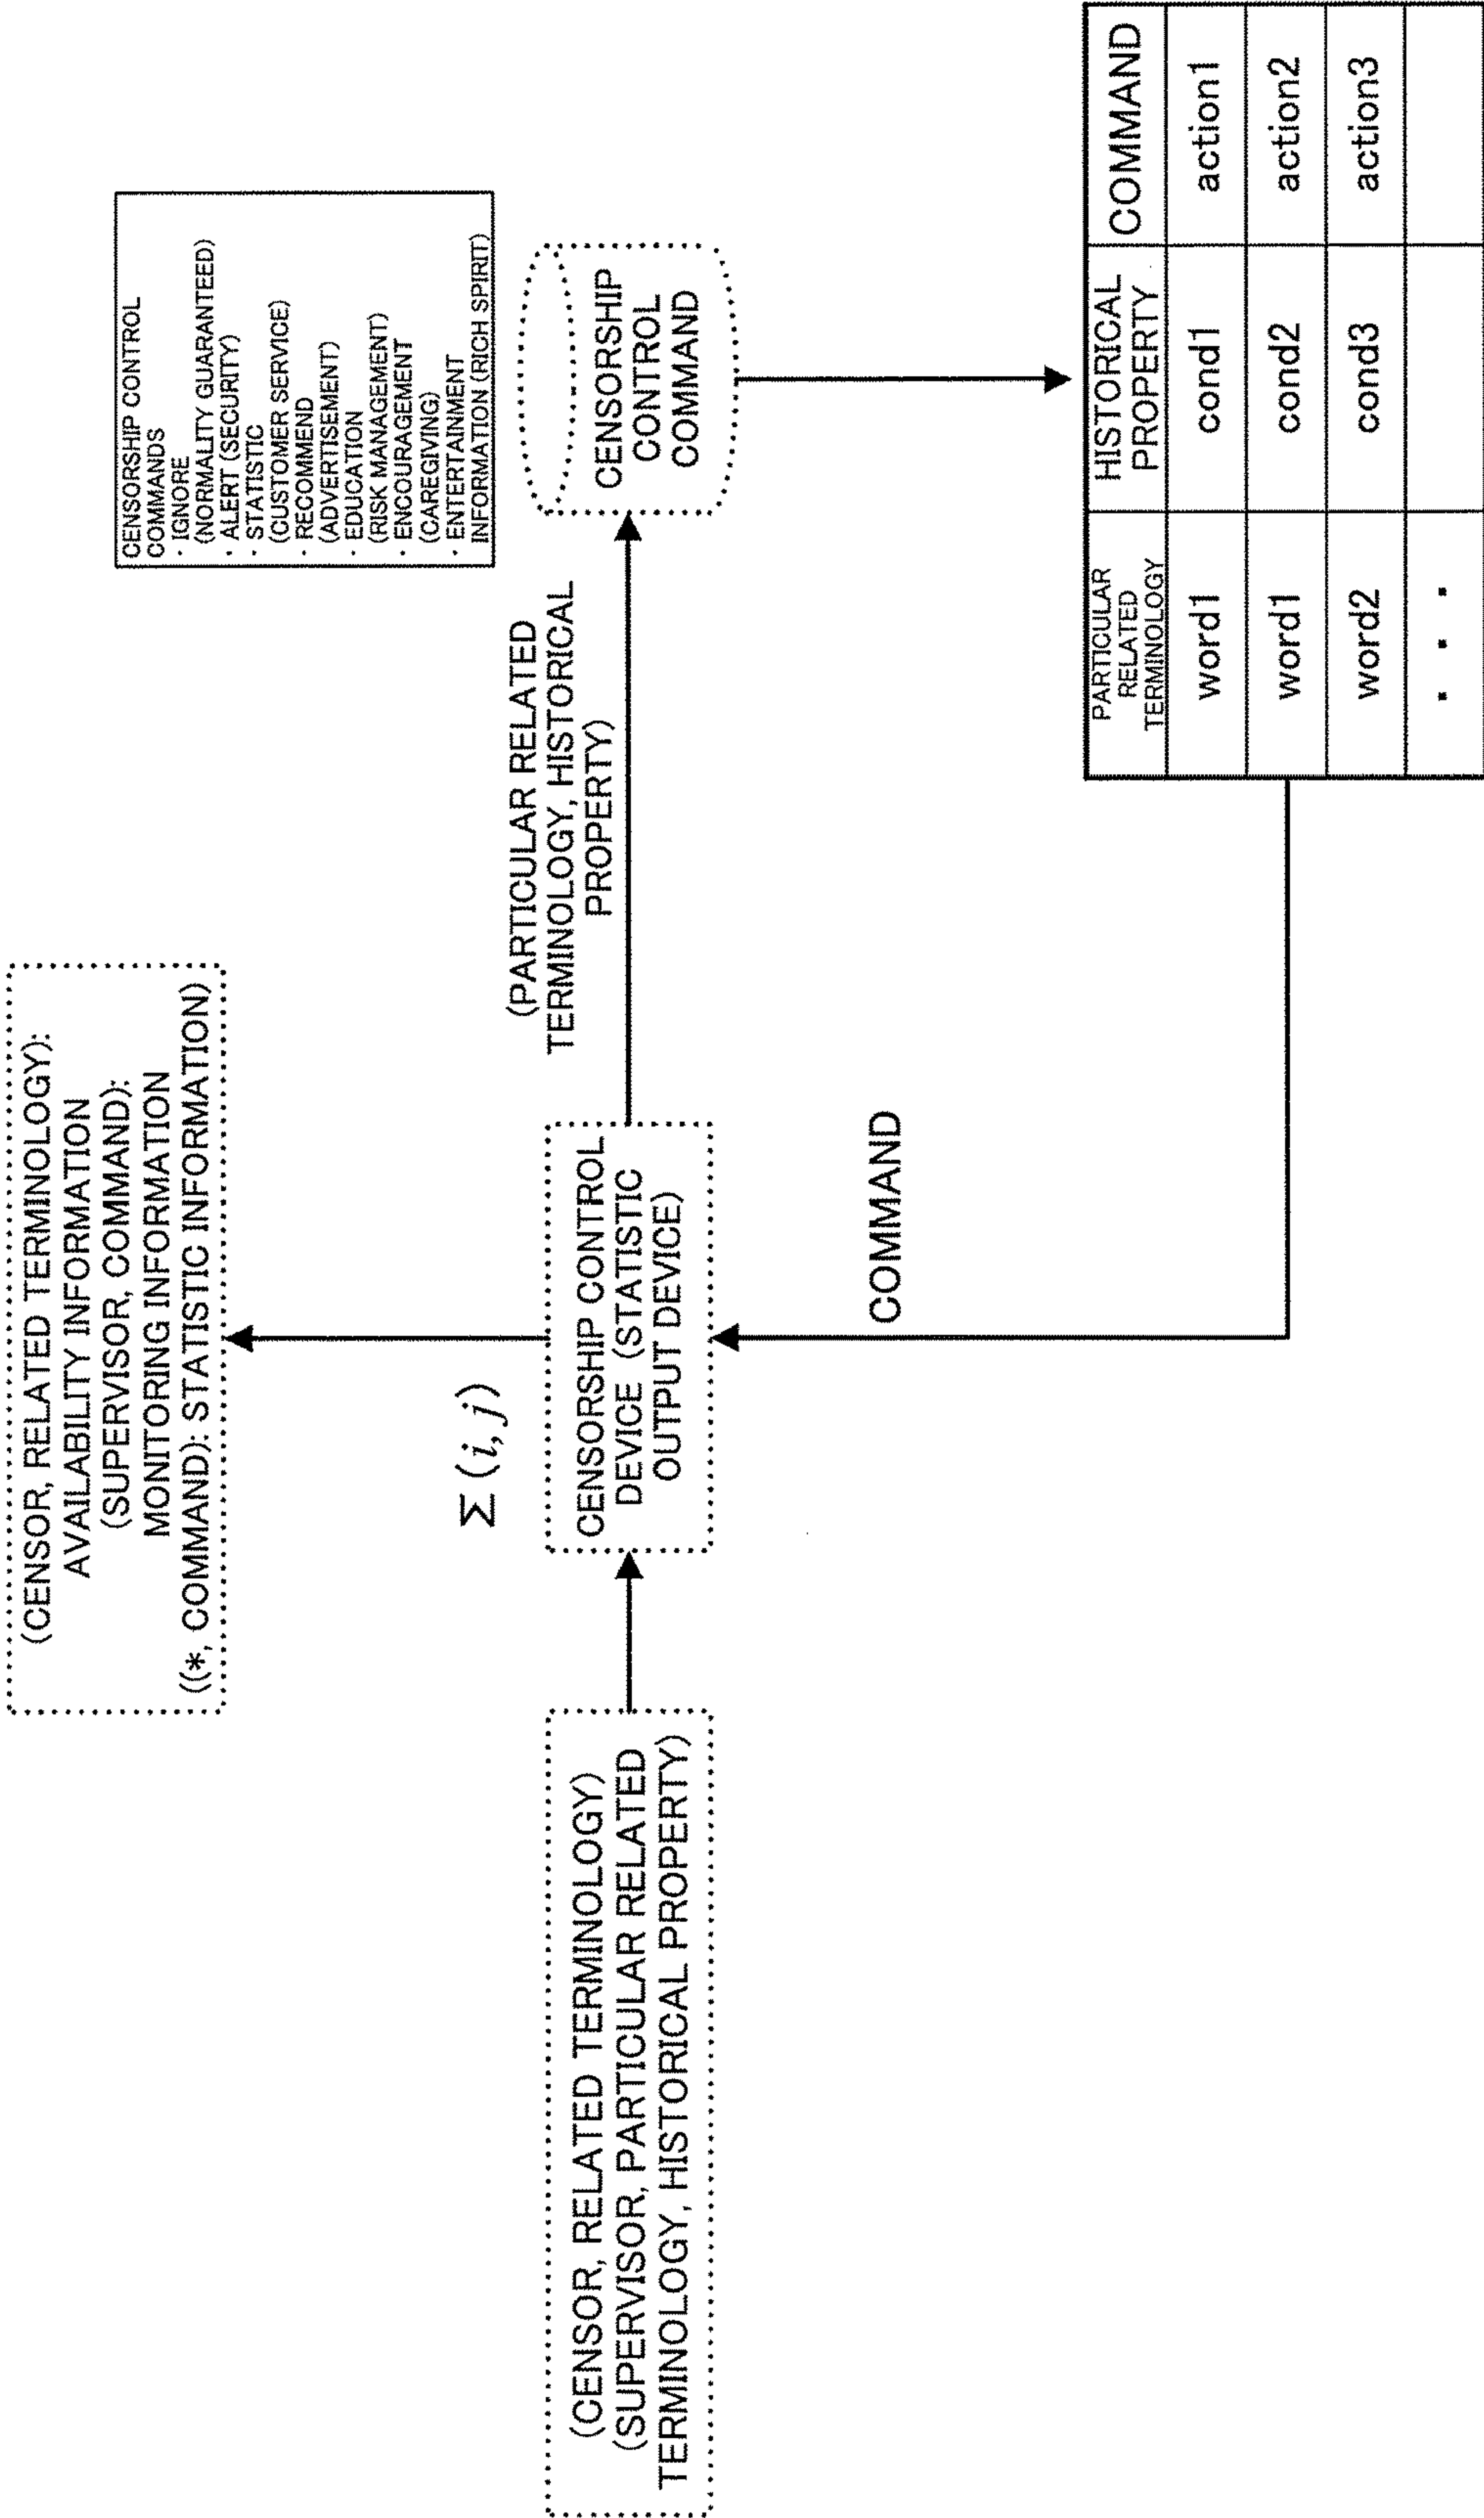 (CENSOR, RELATED TERMINOLOGY):
AVAILABILITY INFORMATION
(SUPERVISOR, COMMAND):
MONITORING INFORMATION
((*, COMMAND): STATISTIC INFORMATION)
CENSORSHIP CONTROL
COMMANDS
· IGNORE
(NORMALITY GUARANTEED)
· ALERT (SECURITY)
· STATISTIC
(CUSTOMER SERVICE)
· RECOMMEND
(ADVERTISEMENT)
· EDUCATION
(RISK MANAGEMENT)
· ENCOURAGEMENT
(CAREGIVING)
· ENTERTAINMENT
INFORMATION (RICH SPIRIT)
Σ (i, j)
(CENSOR, RELATED TERMINOLOGY)
(SUPERVISOR, PARTICULAR RELATED
TERMINOLOGY, HISTORICAL PROPERTY)
CENSORSHIP CONTROL
DEVICE (STATISTIC
OUTPUT DEVICE)
(PARTICULAR RELATED
TERMINOLOGY, HISTORICAL
PROPERTY)
CENSORSHIP
CONTROL
COMMAND
COMMAND
PARTICULAR
RELATED
TERMINOLOGY
HISTORICAL
PROPERTY
COMMAND
word1 cond1 action1
word1 cond2 action2
word2 cond3 action3
. . .